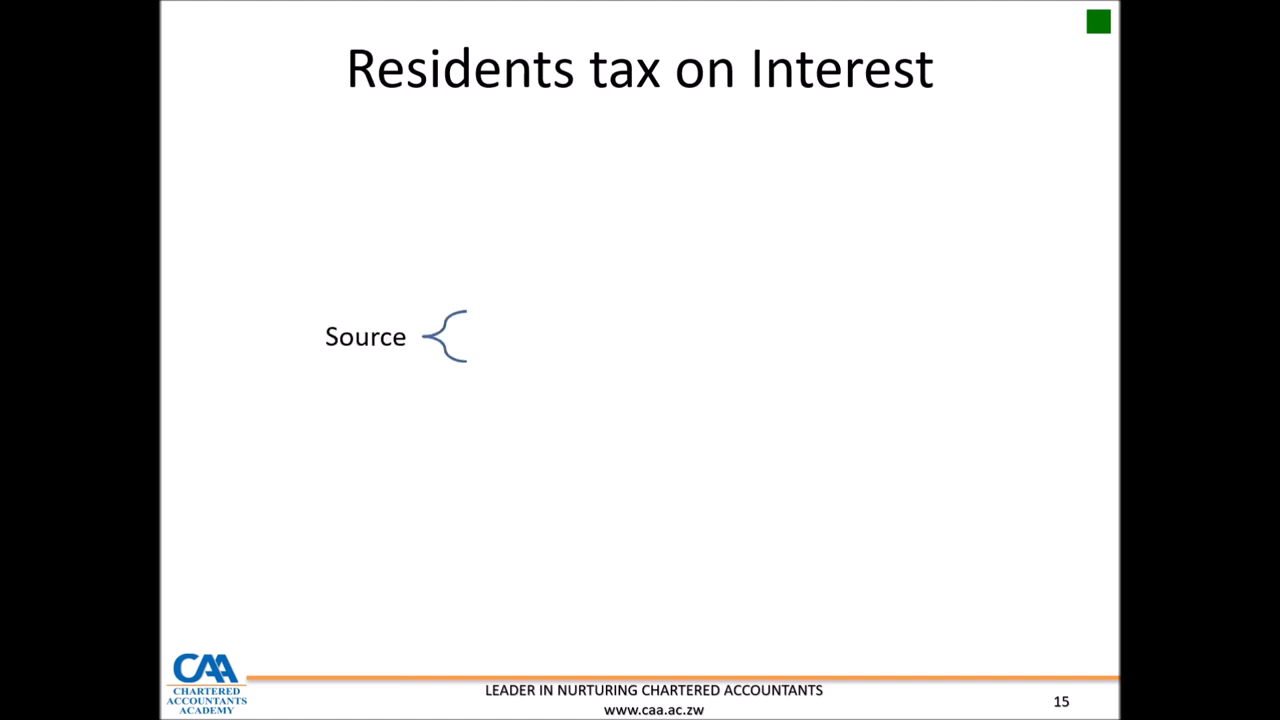 Residents tax on Interest
Source
CAA
CHARTERED
ACCOUNTANTS
ACADEMY
LEADER IN NURTURING CHARTERED ACCOUNTANTS
www.caa.ac.zw
15